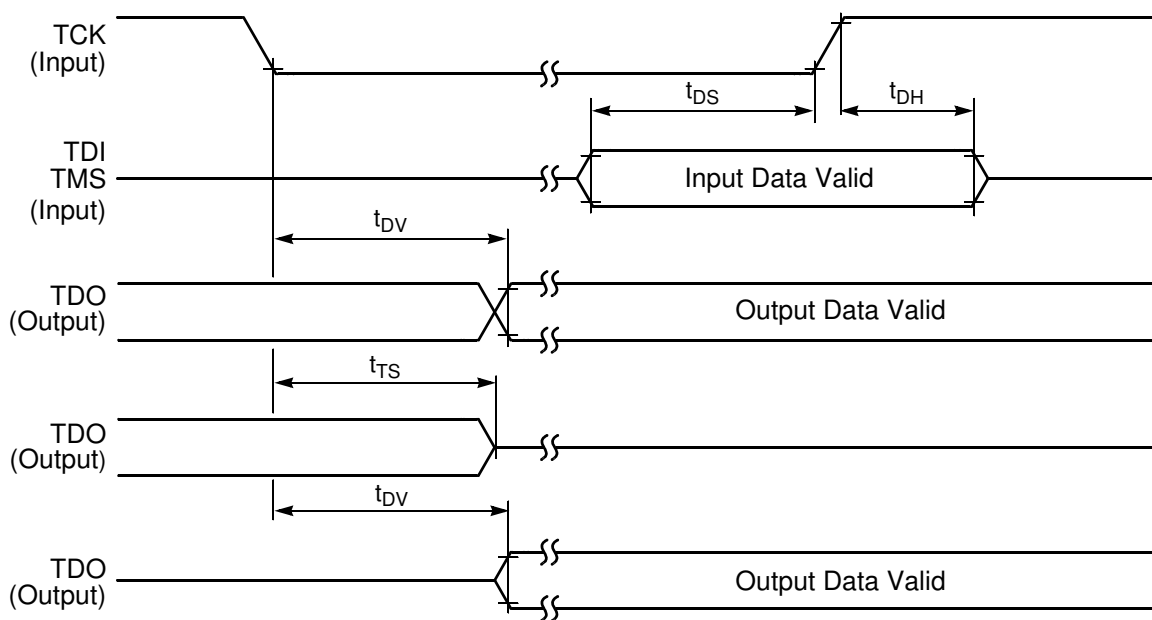 TCK
(Input)
tDS
tDH
TDI
TMS
(Input)
Input Data Valid
tDV
TDO
(Output)
Output Data Valid
tTS
TDO
(Output)
tDV
TDO
(Output)
Output Data Valid